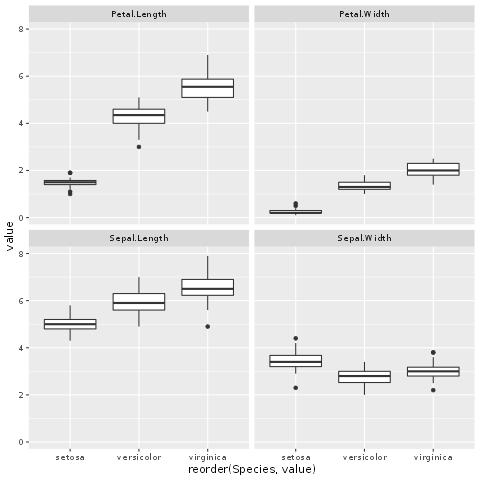 Petal.Length Petal.Width
8
6
4
2
0
value
Sepal.Length Sepal.Width
8
6
4
2
0
setosa versicolor virginica setosa versicolor virginica
reorder(Species, value)